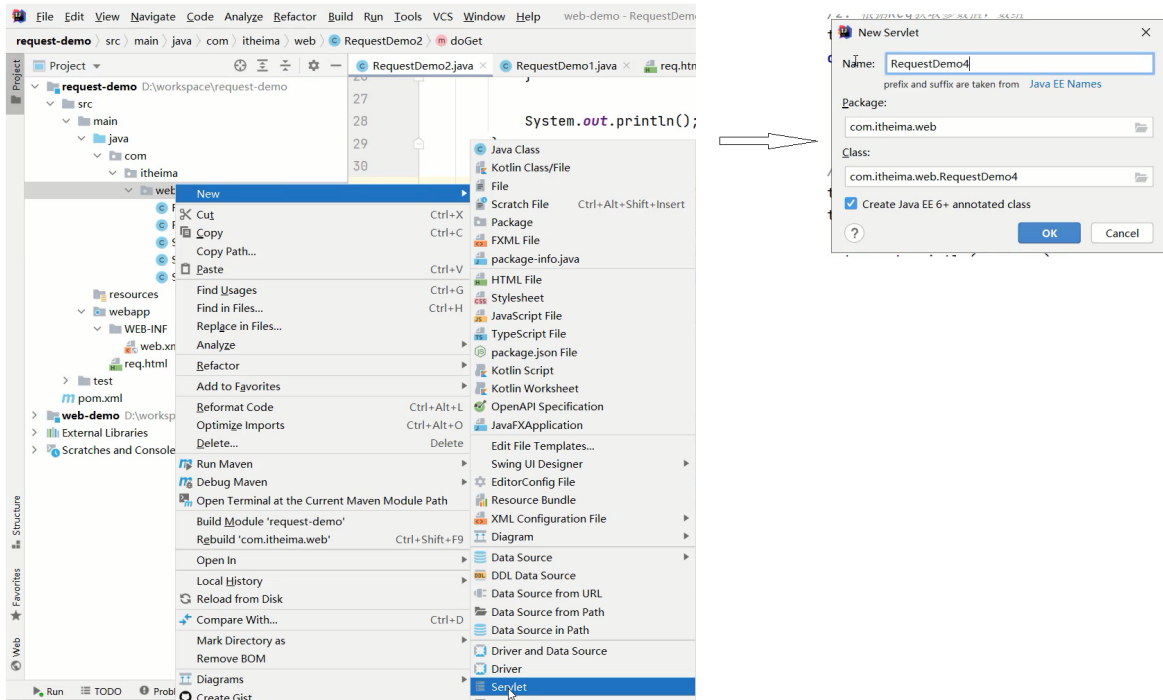 File Edit View Navigate Code Analyze Refactor Build Run Tools VCS Window Help web-demo - RequestDem
request-demo src main java com itheima web RequestDemo2 doGet
Project
Project
RequestDemo2.java RequestDemo1.java req.htm
request-demo D:\workspace\request-demo
src
main
java
com
itheima
web
resources
webapp
WEB-INF
web.xm
req.html
test
pom.xml
web-demo D:\worksp
External Libraries
Scratches and Console
Structure
Favorites
Web
Run TODO Probl
27
28
29
30
System.out.println();
New
Cut Ctrl+X
Copy Ctrl+C
Copy Path...
Paste Ctrl+V
Find Usages Ctrl+G
Find in Files... Ctrl+H
Replace in Files...
Analyze
Refactor
Add to Favorites
Reformat Code Ctrl+Alt+L
Optimize Imports Ctrl+Alt+O
Delete... Delete
Run Maven
Debug Maven
Open Terminal at the Current Maven Module Path
Build Module 'request-demo'
Rebuild 'com.itheima.web' Ctrl+Shift+F9
Open In
Local History
Reload from Disk
Compare With... Ctrl+D
Mark Directory as
Remove BOM
Diagrams
Create Gist
Java Class
Kotlin Class/File
File
Scratch File Ctrl+Alt+Shift+Insert
Package
FXML File
package-info.java
HTML File
Stylesheet
JavaScript File
TypeScript File
package.json File
Kotlin Script
Kotlin Worksheet
OpenAPI Specification
JavaFXApplication
Edit File Templates...
Swing UI Designer
EditorConfig File
Resource Bundle
XML Configuration File
Diagram
Data Source
DDL Data Source
Data Source from URL
Data Source from Path
Data Source in Path
Driver and Data Source
Driver
Servlet
New Servlet
Name: RequestDemo4
prefix and suffix are taken from Java EE Names
Package:
com.itheima.web
Class:
com.itheima.web.RequestDemo4
Create Java EE 6+ annotated class
? OK Cancel